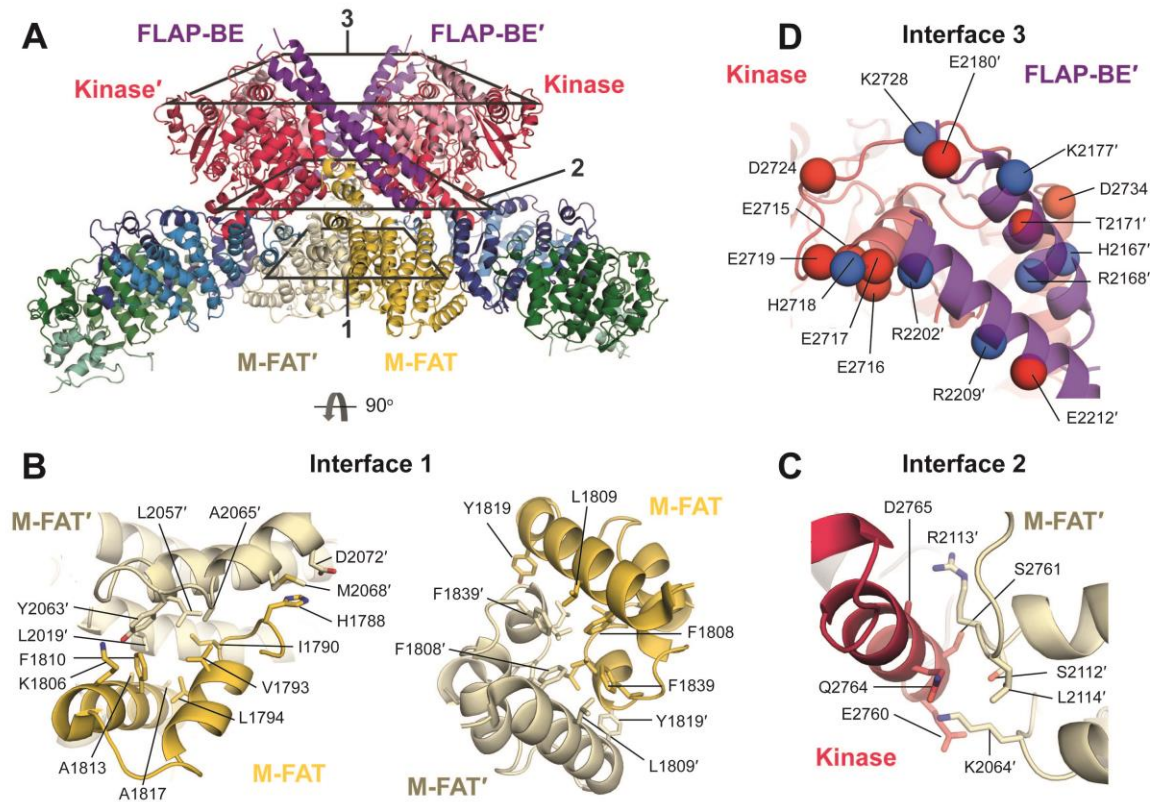 A
FLAP-BE
3
FLAP-BE′
Kinase′
Kinase
2
1
M-FAT′
M-FAT
90°
D
Interface 3
Kinase
E2180′
FLAP-BE′
K2728
K2177′
D2724
D2734
E2715
T2171′
H2167′
E2719
R2168′
H2718
E2717
R2202′
E2716
R2209′
E2212′
B
Interface 1
M-FAT′
L2057′
A2065′
D2072′
M2068′
Y2063′
H1788
L2019′
I1790
F1810
K1806
V1793
L1794
A1813
A1817
M-FAT
L1809
M-FAT
Y1819
F1839′
F1808
F1808′
F1839
Y1819′
L1809′
M-FAT′
C
Interface 2
D2765
M-FAT′
R2113′
S2761
S2112′
Q2764
L2114′
E2760
Kinase
K2064′